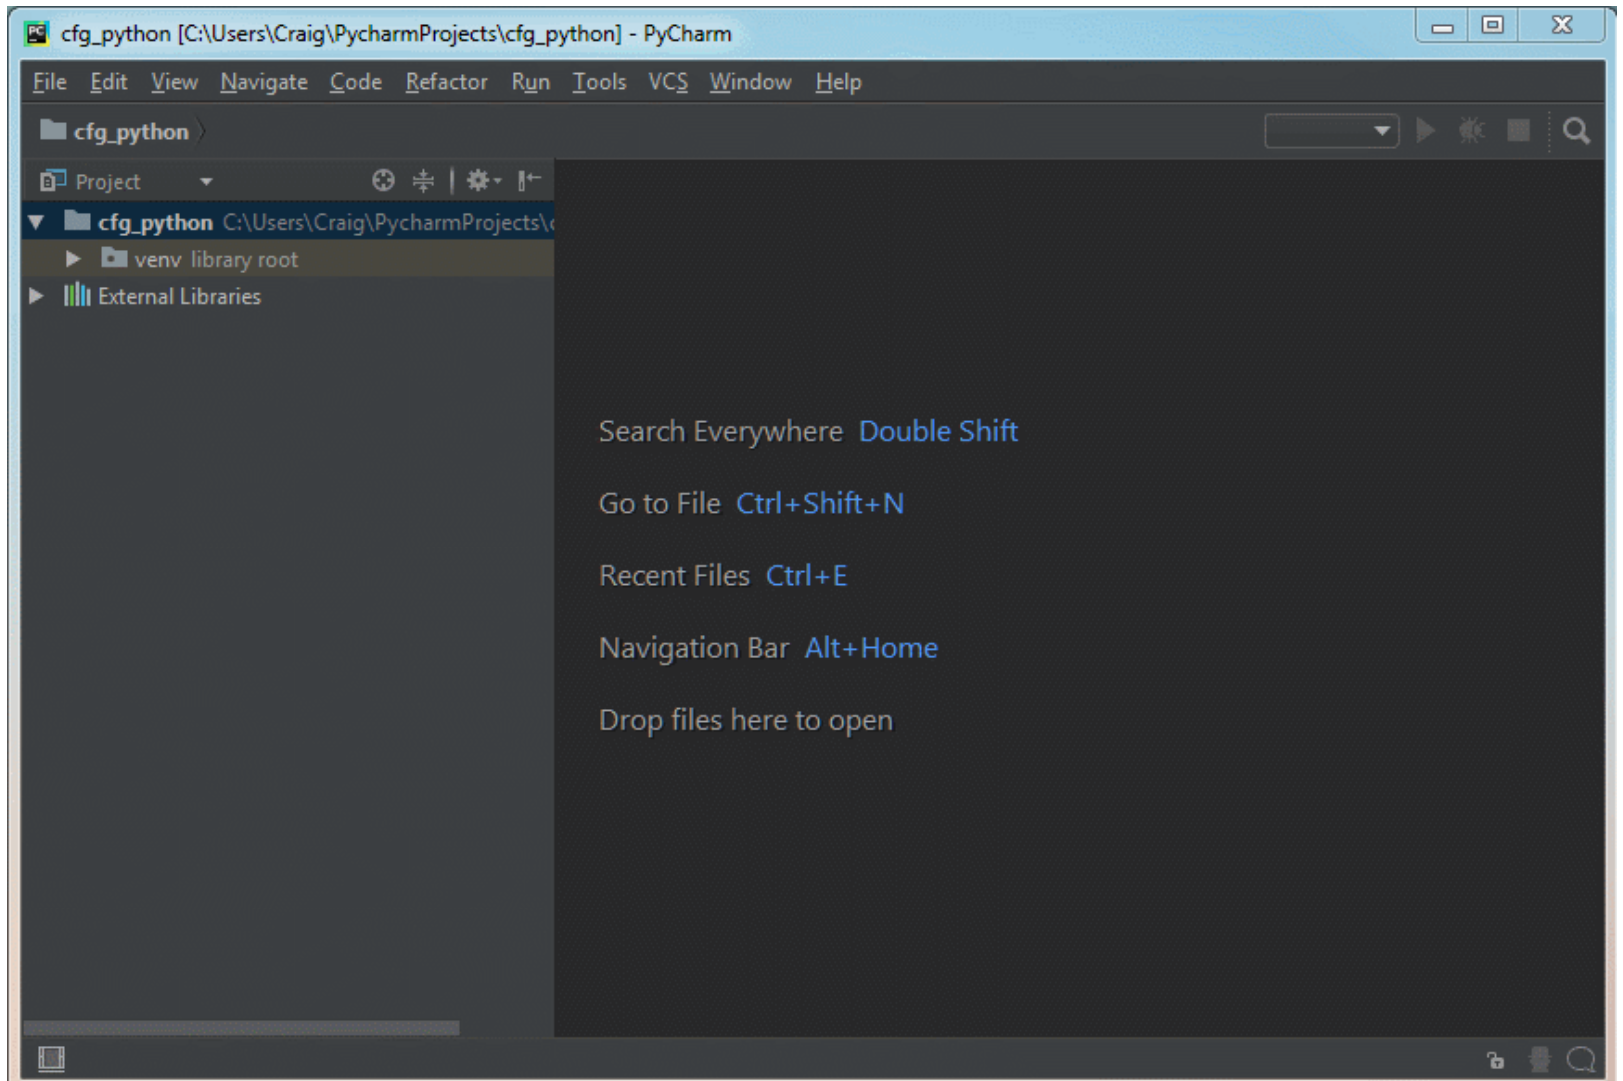 cfg_python [C:\Users\Craig\PycharmProjects\cfg_python] - PyCharm
File Edit View Navigate Code Refactor Run Tools VCS Window Help
cfg_python
Project
cfg_python C:\Users\Craig\PycharmProjects\
venv library root
External Libraries
Search Everywhere Double Shift
Go to File Ctrl+Shift+N
Recent Files Ctrl+E
Navigation Bar Alt+Home
Drop files here to open